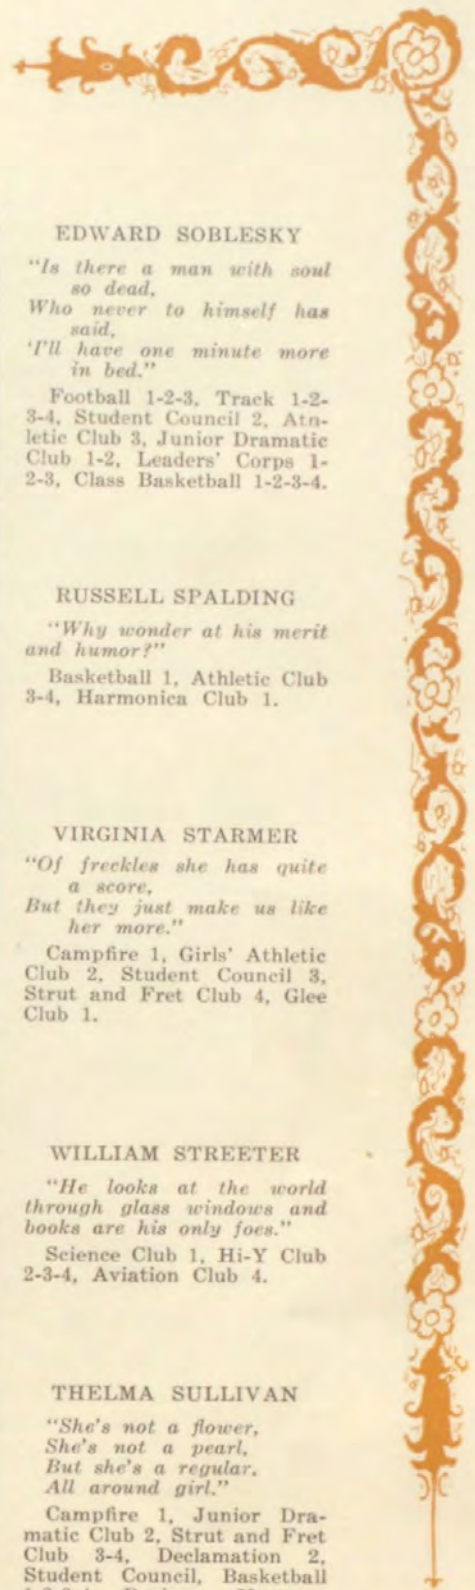 EDWARD SOBLESKY
"Is there a man with soul
so dead,
Who never to himself has
said,
'I'll have one minute more
in bed."
Football 1-2-3, Track 1-2-
3-4, Student Council 2, Ath-
letic Club 3, Junior Dramatic
Club 1-2, Leaders' Corps 1-
2-3, Class Basketball 1-2-3-4.
RUSSELL SPALDING
"Why wonder at his merit
and humor?"
Basketball 1, Athletic Club
3-4, Harmonica Club 1.
VIRGINIA STARMER
"Of freckles she has quite
a score,
But they just make us like
her more."
Campfire 1, Girls' Athletic
Club 2, Student Council 3,
Strut and Fret Club 4, Glee
Club 1.
WILLIAM STREETER
"He looks at the world
through glass windows and
books are his only foes."
Science Club 1, Hi-Y Club
2-3-4, Aviation Club 4.
THELMA SULLIVAN
"She's not a flower,
She's not a pearl,
But she's a regular,
All around girl."
Campfire 1, Junior Dra-
matic Club 2, Strut and Fret
Club 3-4, Declamation 2,
Student Council, Basketball